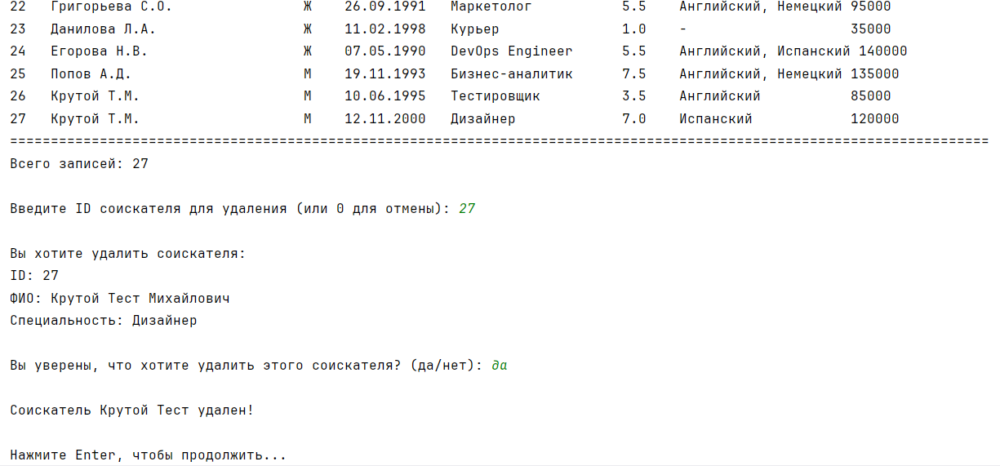 22   Григорьева С.О.                Ж    26.09.1991   Маркетолог           5.5    Английский, Немецкий 95000
23   Данилова Л.А.                  Ж    11.02.1998   Курьер               1.0    -                    35000
24   Егорова Н.В.                   Ж    07.05.1990   DevOps Engineer      5.5    Английский, Испанский 140000
25   Попов А.Д.                     М    19.11.1993   Бизнес-аналитик      7.5    Английский, Немецкий 135000
26   Крутой Т.М.                    М    10.06.1995   Тестировщик          3.5    Английский           85000
27   Крутой Т.М.                    М    12.11.2000   Дизайнер             7.0    Испанский            120000
========================================================================================================================
Всего записей: 27
Введите ID соискателя для удаления (или 0 для отмены): 27
Вы хотите удалить соискателя:
ID: 27
ФИО: Крутой Тест Михайлович
Специальность: Дизайнер
Вы уверены, что хотите удалить этого соискателя? (да/нет): да
Соискатель Крутой Тест удален!
Нажмите Enter, чтобы продолжить...